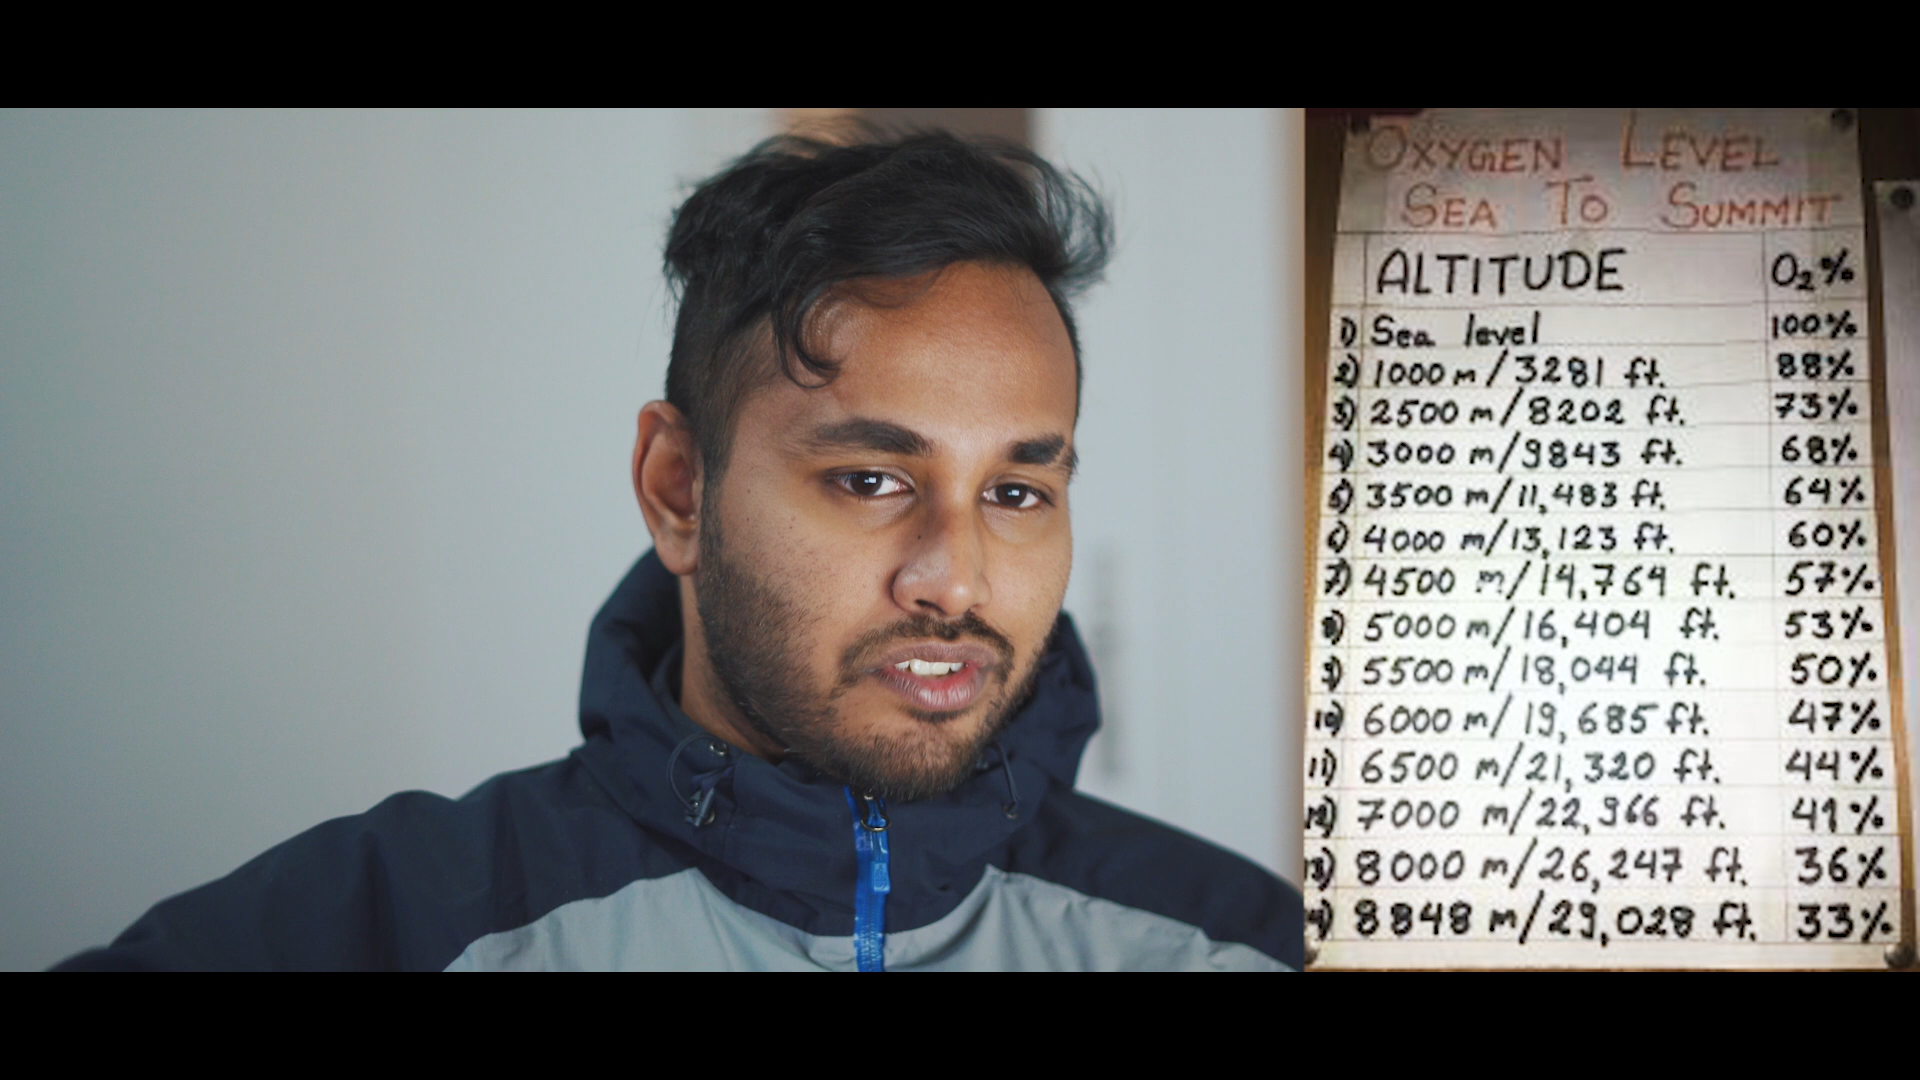 OXYGEN LEVEL
SEA TO SUMMIT
ALTITUDE O₂%
1) Sea level 100%
2) 1000 m/3281 ft. 88%
3) 2500 m/8202 ft. 73%
4) 3000 m/9843 ft. 68%
5) 3500 m/11,483 ft. 64%
6) 4000 m/13,123 ft. 60%
7) 4500 m/14,764 ft. 57%
8) 5000 m/16,404 ft. 53%
9) 5500 m/18,044 ft. 50%
10) 6000 m/19,685 ft. 47%
11) 6500 m/21,320 ft. 44%
12) 7000 m/22,966 ft. 41%
13) 8000 m/26,247 ft. 36%
14) 8848 m/29,028 ft. 33%